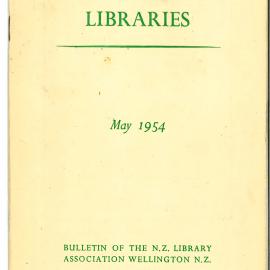 LIBRARIES
May 1954
BULLETIN OF THE N.Z. LIBRARY
ASSOCIATION WELLINGTON N.Z.